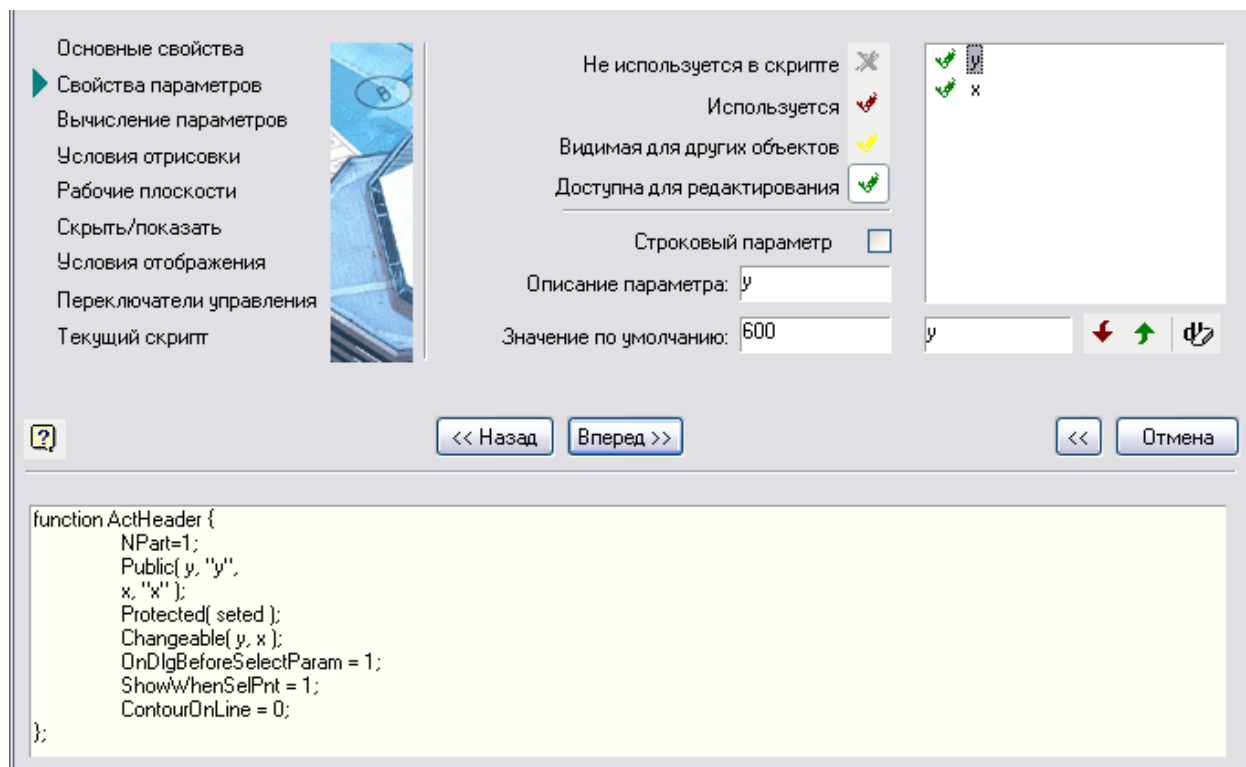 Основные свойства
Свойства параметров
Вычисление параметров
Условия отрисовки
Рабочие плоскости
Скрыть/показать
Условия отображения
Переключатели управления
Текущий скрипт
B
Не используется в скрипте
Используется
Видимая для других объектов
Доступна для редактирования
Строковый параметр
Описание параметра: y
Значение по умолчанию: 600
y
x
y
<< Назад
Вперед >>
<<
Отмена
function ActHeader {
NPart=1;
Public( y, "y",
x, "x" );
Protected( seted );
Changeable( y, x );
OnDlgBeforeSelectParam = 1;
ShowWhenSelPnt = 1;
ContourOnLine = 0;
};